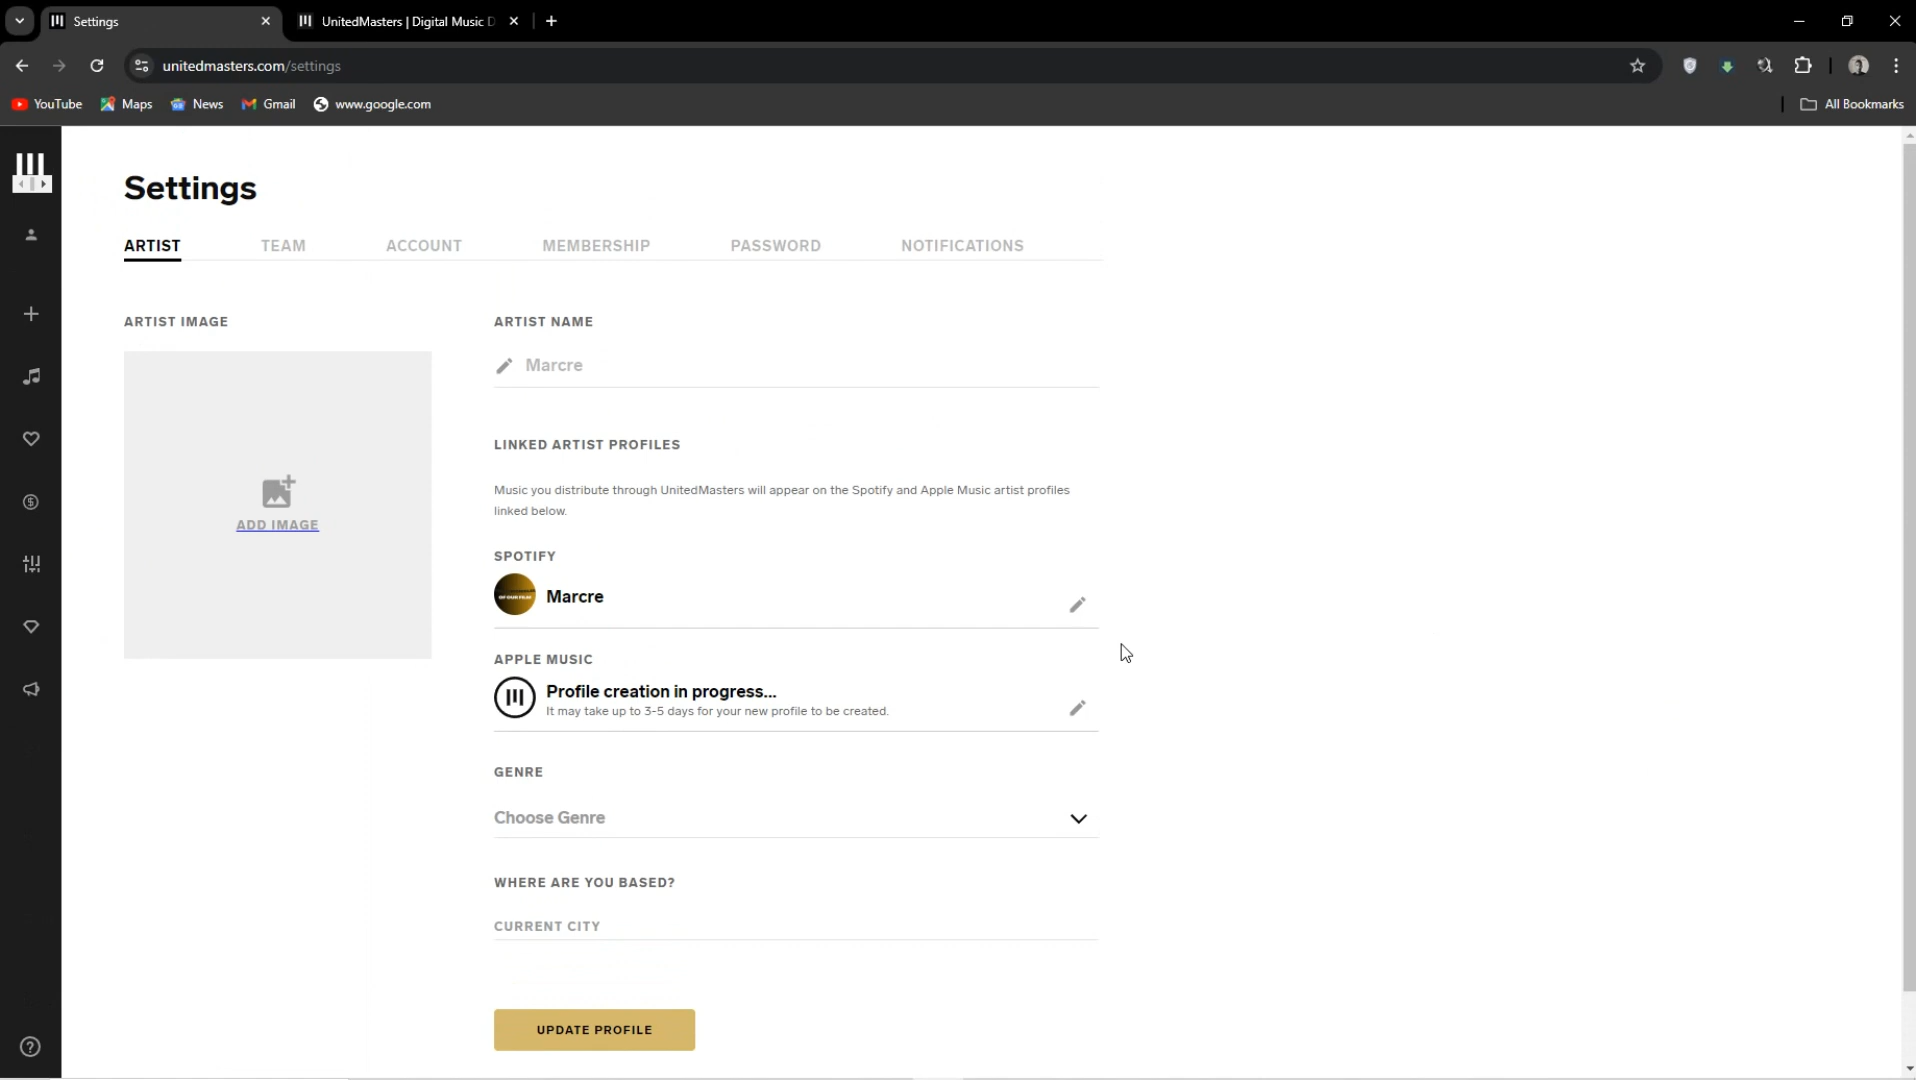 Settings
UnitedMasters | Digital Music D
unitedmasters.com/settings
YouTube
Maps
News
Gmail
www.google.com
All Bookmarks
Settings
ARTIST
TEAM
ACCOUNT
MEMBERSHIP
PASSWORD
NOTIFICATIONS
ARTIST IMAGE
ADD IMAGE
ARTIST NAME
Marcre
LINKED ARTIST PROFILES
Music you distribute through UnitedMasters will appear on the Spotify and Apple Music artist profiles
linked below.
SPOTIFY
Marcre
APPLE MUSIC
Profile creation in progress...
It may take up to 3-5 days for your new profile to be created.
GENRE
Choose Genre
WHERE ARE YOU BASED?
CURRENT CITY
UPDATE PROFILE